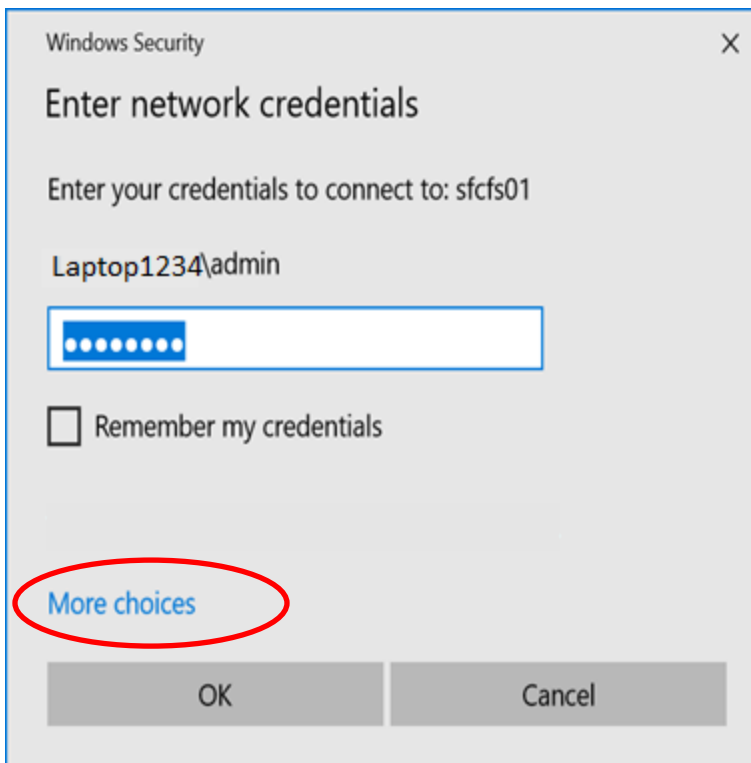 Windows Security
Enter network credentials
Enter your credentials to connect to: sfcfs01
Laptop1234\admin
Remember my credentials
More choices
OK
Cancel